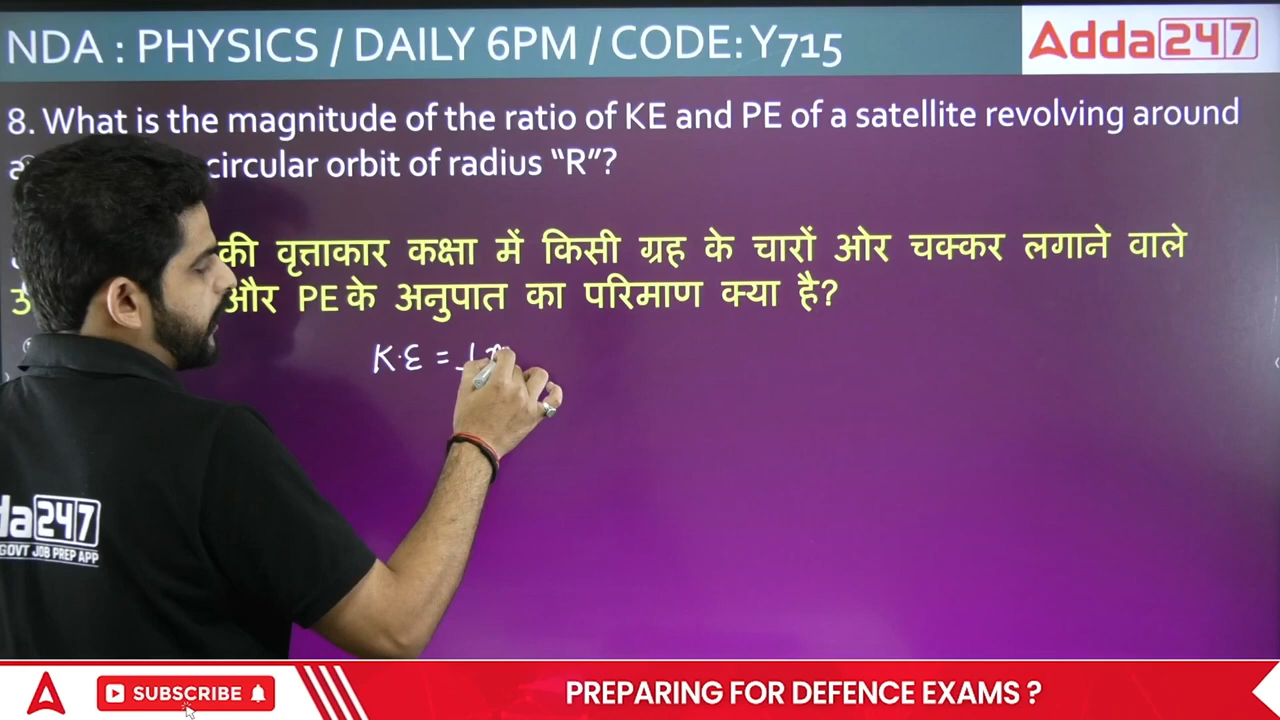 NDA : PHYSICS / DAILY 6PM / CODE: Y715
Adda247
8. What is the magnitude of the ratio of KE and PE of a satellite revolving around
circular orbit of radius “R”?
की वृत्ताकार कक्षा में किसी ग्रह के चारों ओर चक्कर लगाने वाले
और PE के अनुपात का परिमाण क्या है?
K.E =
da247
GOVT JOB PREP APP
SUBSCRIBE
PREPARING FOR DEFENCE EXAMS ?